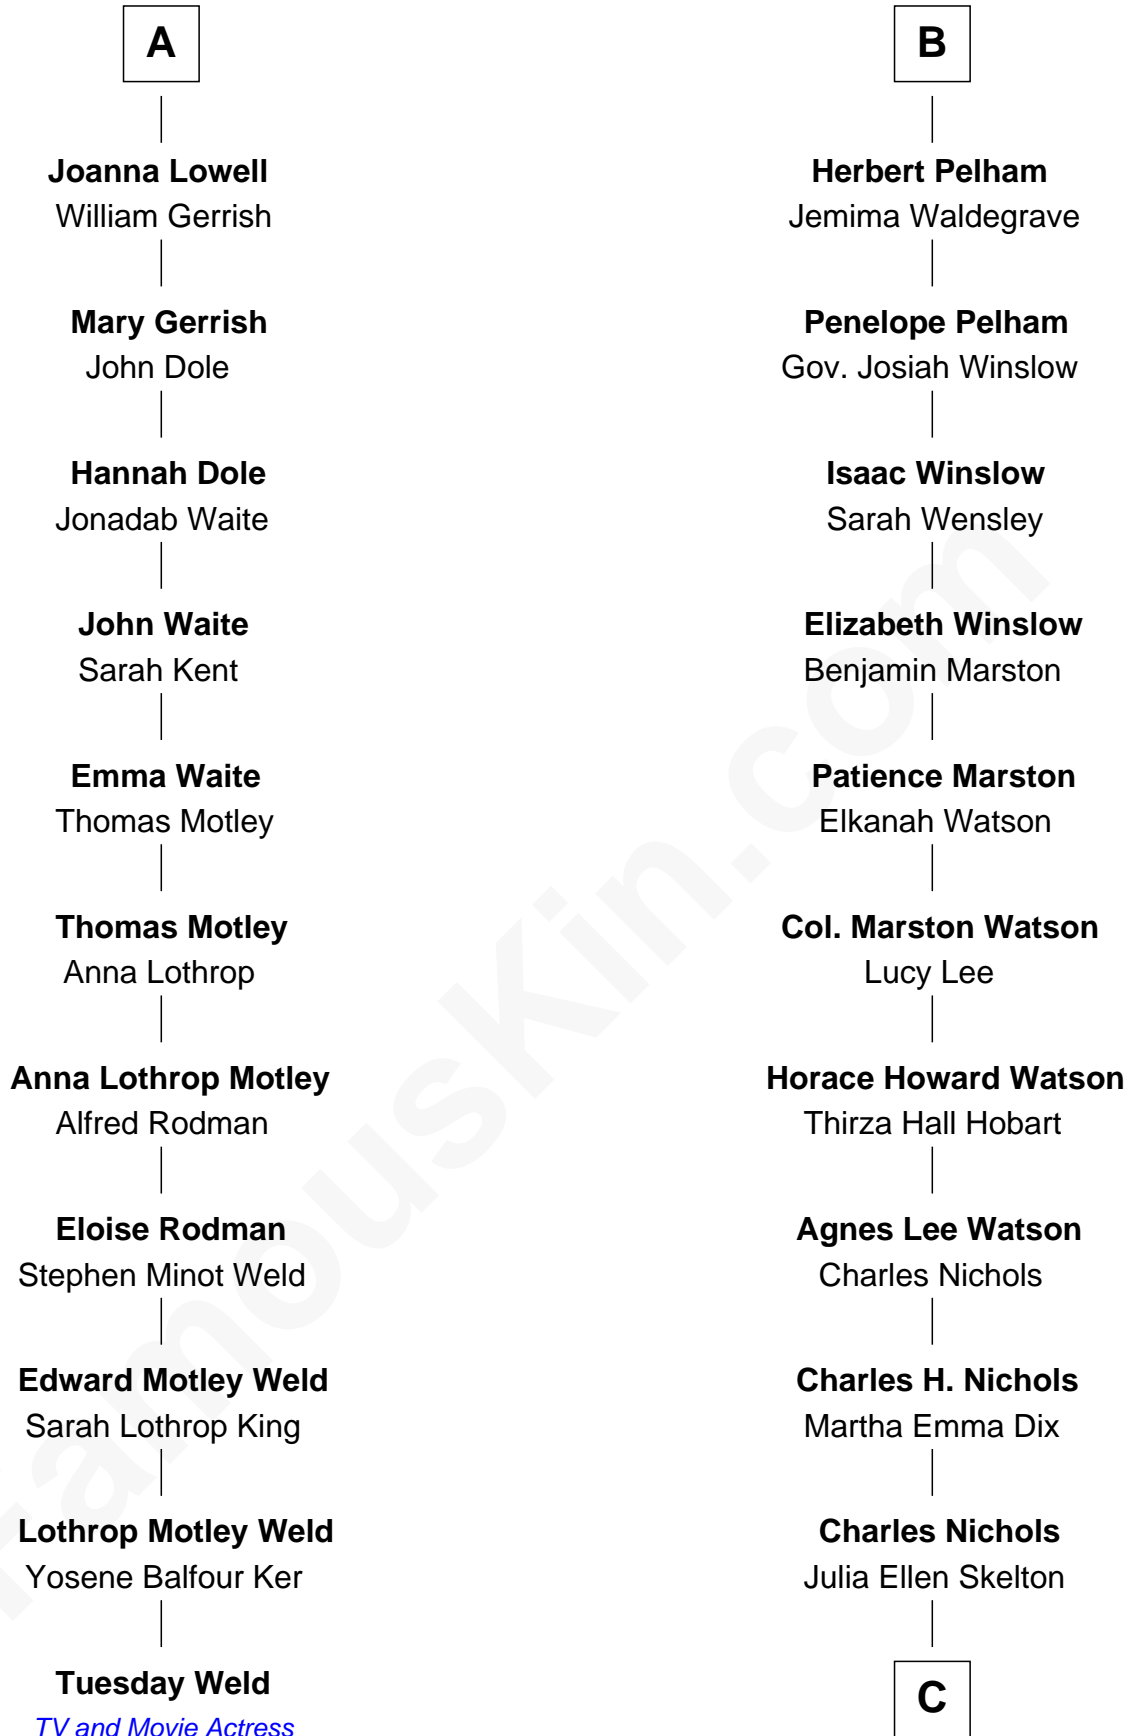 A
Joanna Lowell
William Gerrish
Mary Gerrish
John Dole
Hannah Dole
Jonadab Waite
John Waite
Sarah Kent
Emma Waite
Thomas Motley
Thomas Motley
Anna Lothrop
Anna Lothrop Motley
Alfred Rodman
Eloise Rodman
Stephen Minot Weld
Edward Motley Weld
Sarah Lothrop King
Lothrop Motley Weld
Yosene Balfour Ker
Tuesday Weld
TV and Movie Actress
B
Herbert Pelham
Jemima Waldegrave
Penelope Pelham
Gov. Josiah Winslow
Isaac Winslow
Sarah Wensley
Elizabeth Winslow
Benjamin Marston
Patience Marston
Elkanah Watson
Col. Marston Watson
Lucy Lee
Horace Howard Watson
Thirza Hall Hobart
Agnes Lee Watson
Charles Nichols
Charles H. Nichols
Martha Emma Dix
Charles Nichols
Julia Ellen Skelton
C
FamousKin.com